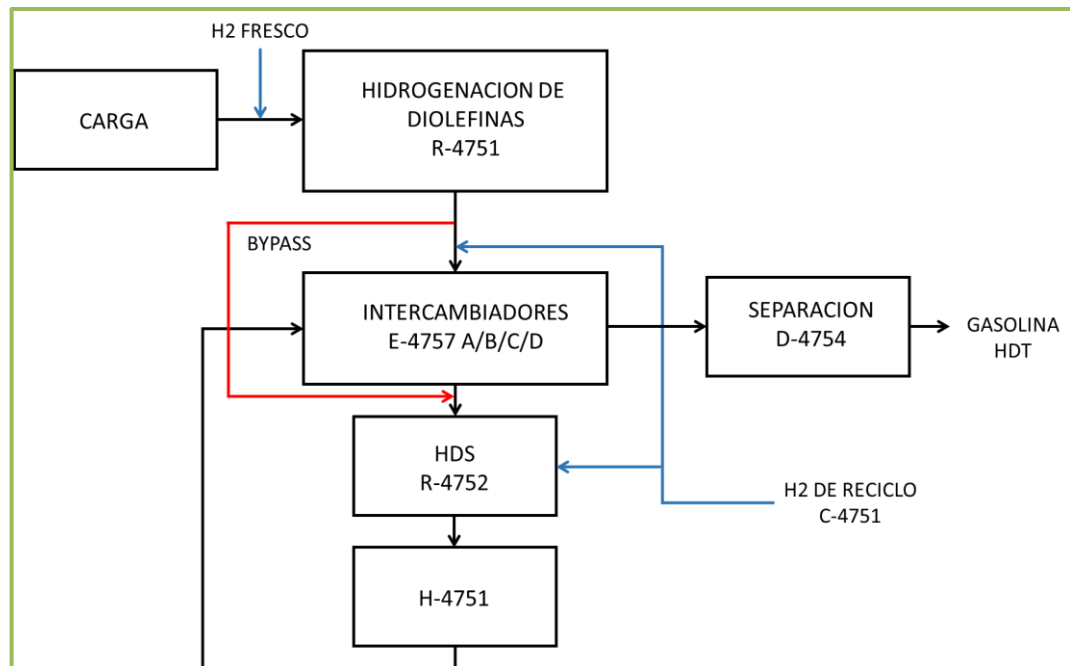 H2 FRESCO
CARGA
HIDROGENACION DE
DIOLEFINAS
R-4751
BYPASS
INTERCAMBIADORES
E-4757 A/B/C/D
SEPARACION
D-4754
GASOLINA
HDT
HDS
R-4752
H2 DE RECICLO
C-4751
H-4751